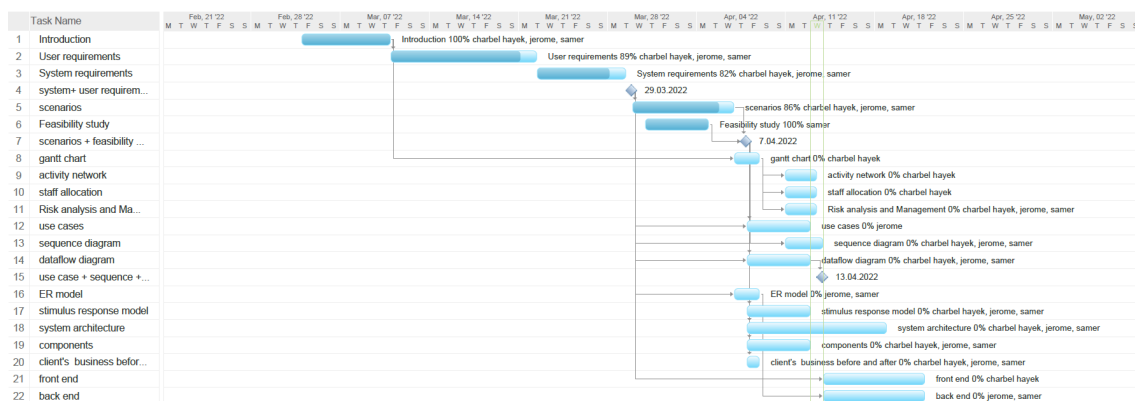 Task Name
Feb, 21 '22 Feb, 28 '22 Mar, 07 '22 Mar, 14 '22 Mar, 21 '22 Mar, 28 '22 Apr, 04 '22 Apr, 11 '22 Apr, 18 '22 Apr, 25 '22 May, 02 '22
M T W T F S S M T W T F S S M T W T F S S M T W T F S S M T W T F S S M T W T F S S M T W T F S S M T W T F S S M T W T F S S M T W T F S S M T W T F S S
1 Introduction Introduction 100% charbel hayek, jerome, samer
2 User requirements User requirements 89% charbel hayek, jerome, samer
3 System requirements System requirements 82% charbel hayek, jerome, samer
4 system+ user requirem... 29.03.2022
5 scenarios scenarios 86% charbel hayek, jerome, samer
6 Feasibility study Feasibility study 100% samer
7 scenarios + feasibility ... 7.04.2022
8 gantt chart gantt chart 0% charbel hayek
9 activity network activity network 0% charbel hayek
10 staff allocation staff allocation 0% charbel hayek
11 Risk analysis and Ma... Risk analysis and Management 0% charbel hayek, jerome, samer
12 use cases use cases 0% jerome
13 sequence diagram sequence diagram 0% charbel hayek, jerome, samer
14 dataflow diagram dataflow diagram 0% charbel hayek, jerome, samer
15 use case + sequence +... 13.04.2022
16 ER model ER model 0% jerome, samer
17 stimulus response model stimulus response model 0% charbel hayek, jerome, samer
18 system architecture system architecture 0% charbel hayek, jerome, samer
19 components components 0% charbel hayek, jerome, samer
20 client's business befor... client's business before and after 0% charbel hayek, jerome, samer
21 front end front end 0% charbel hayek
22 back end back end 0% jerome, samer